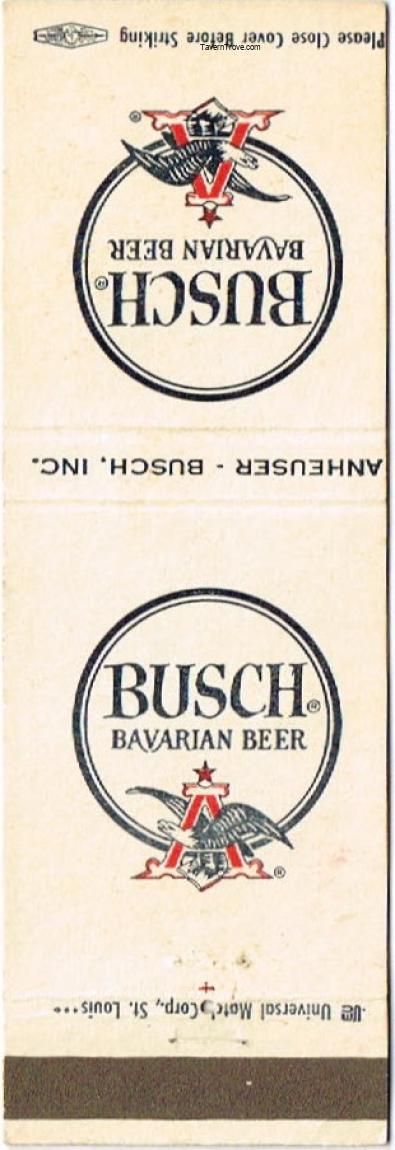 Please Close Cover Before Striking
TavernTrove.com
BUSCH®
BAVARIAN BEER
A
®
ANHEUSER - BUSCH, INC.
BUSCH®
BAVARIAN BEER
A
®
Universal Match Corp., St. Louis•••